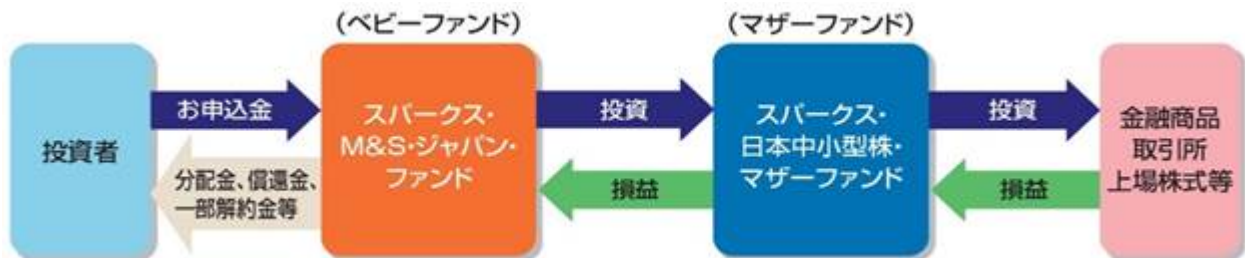 (ベビーファンド)
(マザーファンド)
投資者
お申込金
分配金、償還金、
一部解約金等
スパークス・
M&S・ジャパン・
ファンド
投資
損益
スパークス・
日本中小型株・
マザーファンド
投資
損益
金融商品
取引所
上場株式等